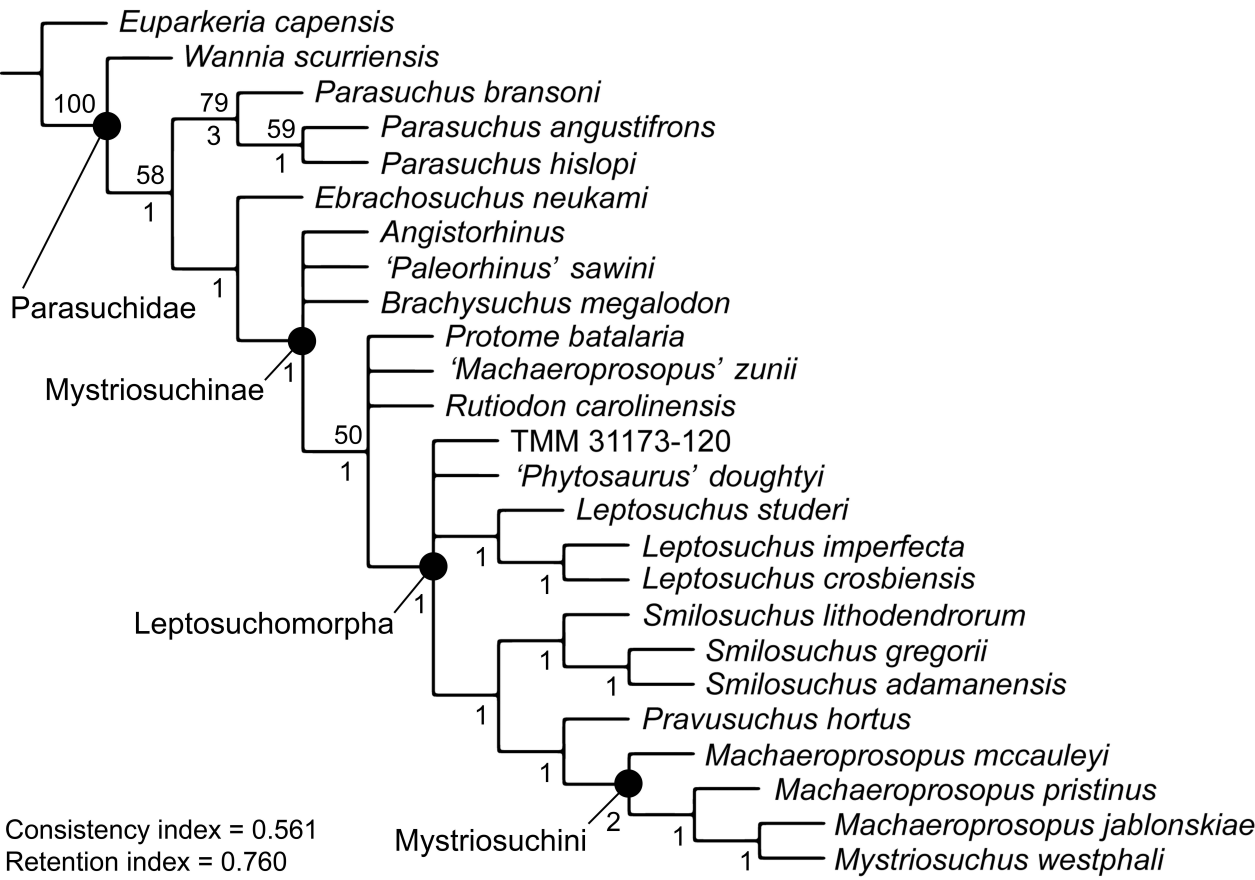 Euparkeria capensis
Wannia scurriensis
Parasuchus bransoni
100
79
3
59
Parasuchus angustifrons
1
Parasuchus hislopi
58
1
Ebrachosuchus neukami
Angistorhinus
‘Paleorhinus’ sawini
1
Parasuchidae
Brachysuchus megalodon
Protome batalaria
Mystriosuchinae
1
‘Machaeroprosopus’ zunii
Rutiodon carolinensis
50
1
TMM 31173-120
‘Phytosaurus’ doughtyi
Leptosuchus studeri
1
Leptosuchus imperfecta
1
Leptosuchus crosbiensis
Leptosuchomorpha
1
Smilosuchus lithodendrorum
1
Smilosuchus gregorii
1
Smilosuchus adamanensis
1
Pravusuchus hortus
1
Machaeroprosopus mccauleyi
Machaeroprosopus pristinus
Mystriosuchini
2
1
Machaeroprosopus jablonskiae
1
Mystriosuchus westphali
Consistency index = 0.561
Retention index = 0.760